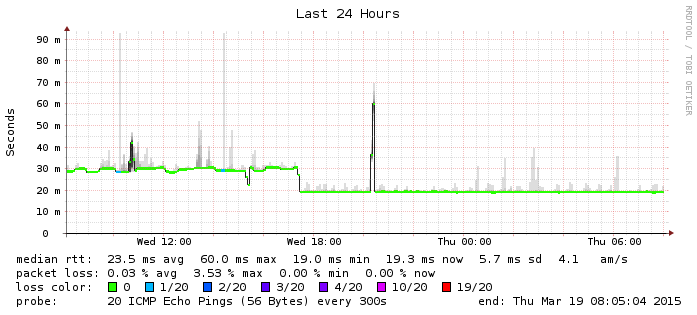 Last 24 Hours
RRDTOOL / TOBI OETIKER
Seconds
90 m
80 m
70 m
60 m
50 m
40 m
30 m
20 m
10 m
0
Wed 12:00 Wed 18:00 Thu 00:00 Thu 06:00
median rtt: 23.5 ms avg 60.0 ms max 19.0 ms min 19.3 ms now 5.7 ms sd 4.1 am/s
packet loss: 0.03 % avg 3.53 % max 0.00 % min 0.00 % now
loss color: 0 1/20 2/20 3/20 4/20 10/20 19/20
probe: 20 ICMP Echo Pings (56 Bytes) every 300s end: Thu Mar 19 08:05:04 2015